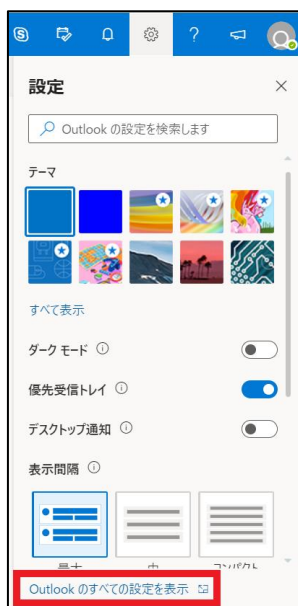 設定
Outlook の設定を検索します
テーマ
すべて表示
ダーク モード
優先受信トレイ
デスクトップ通知
表示間隔
Outlook のすべての設定を表示